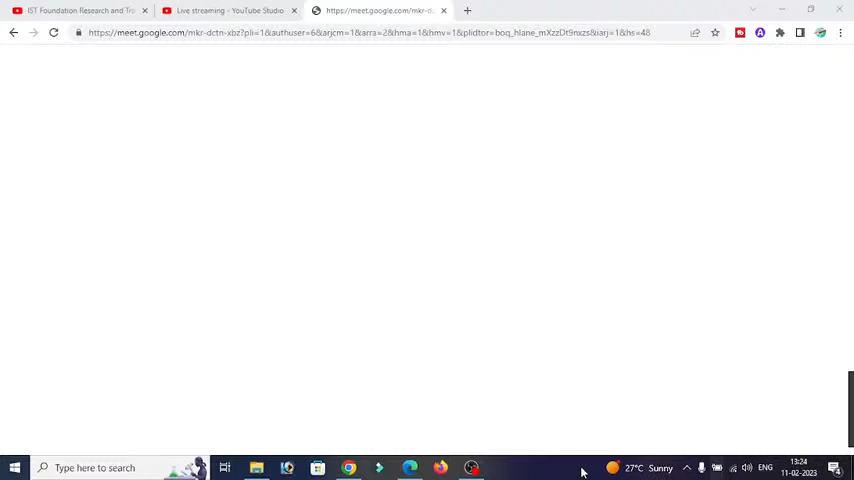 IST Foundation Research and Tra
Live streaming - YouTube Studio
https://meet.google.com/mkr-d
https://meet.google.com/mkr-dctn-xbz?pli=1&authuser=6&arjcm=1&arra=2&hma=1&hmv=1&plidtor=boq_hlane_mXzzDt9nxzs&iarj=1&hs=48
Type here to search
27°C Sunny
ENG
13:24
11-02-2023
4